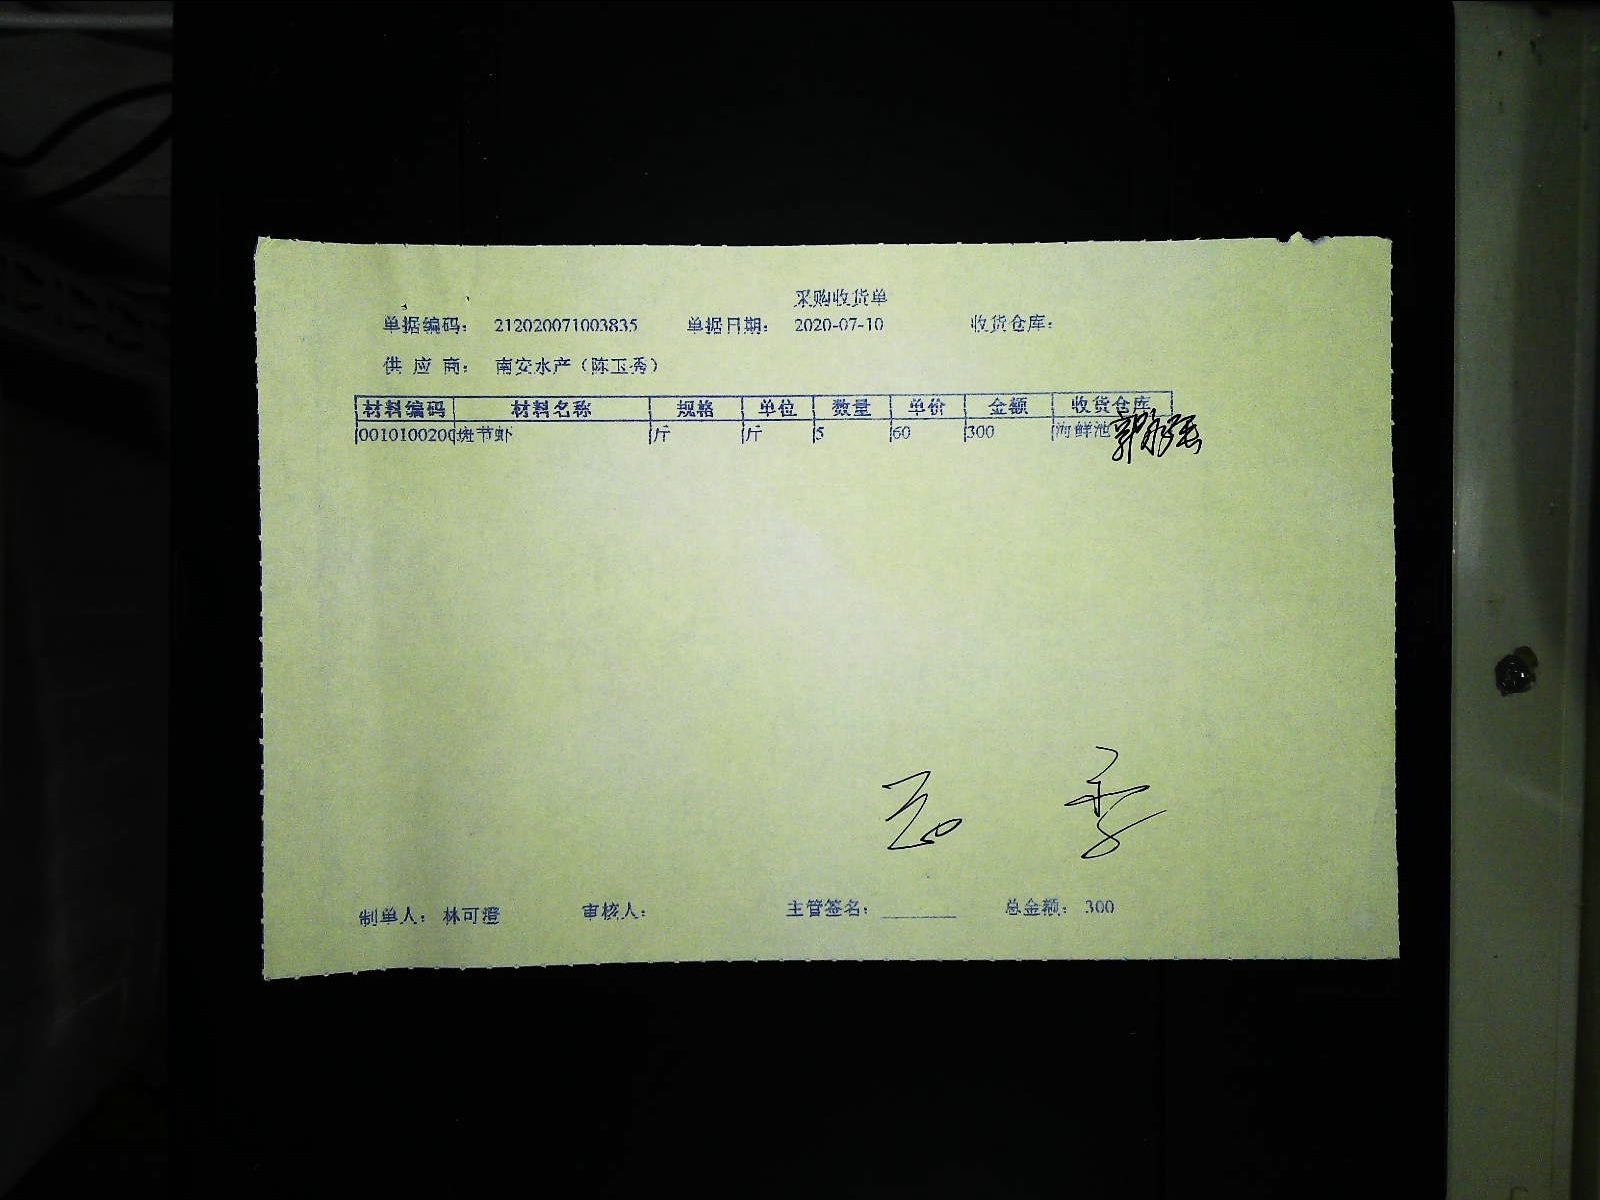 采购收货单
单据编码： 212020071003835 单据日期： 2020-07-10 收货仓库：
供应商： 南安水产（陈玉秀）
材料编码 材料名称 规格 单位 数量 单价 金额 收货仓库
0010100200 斑节虾 斤 斤 5 60 300 海鲜池
制单人： 林可澄 审核人： 主管签名： 总金额： 300